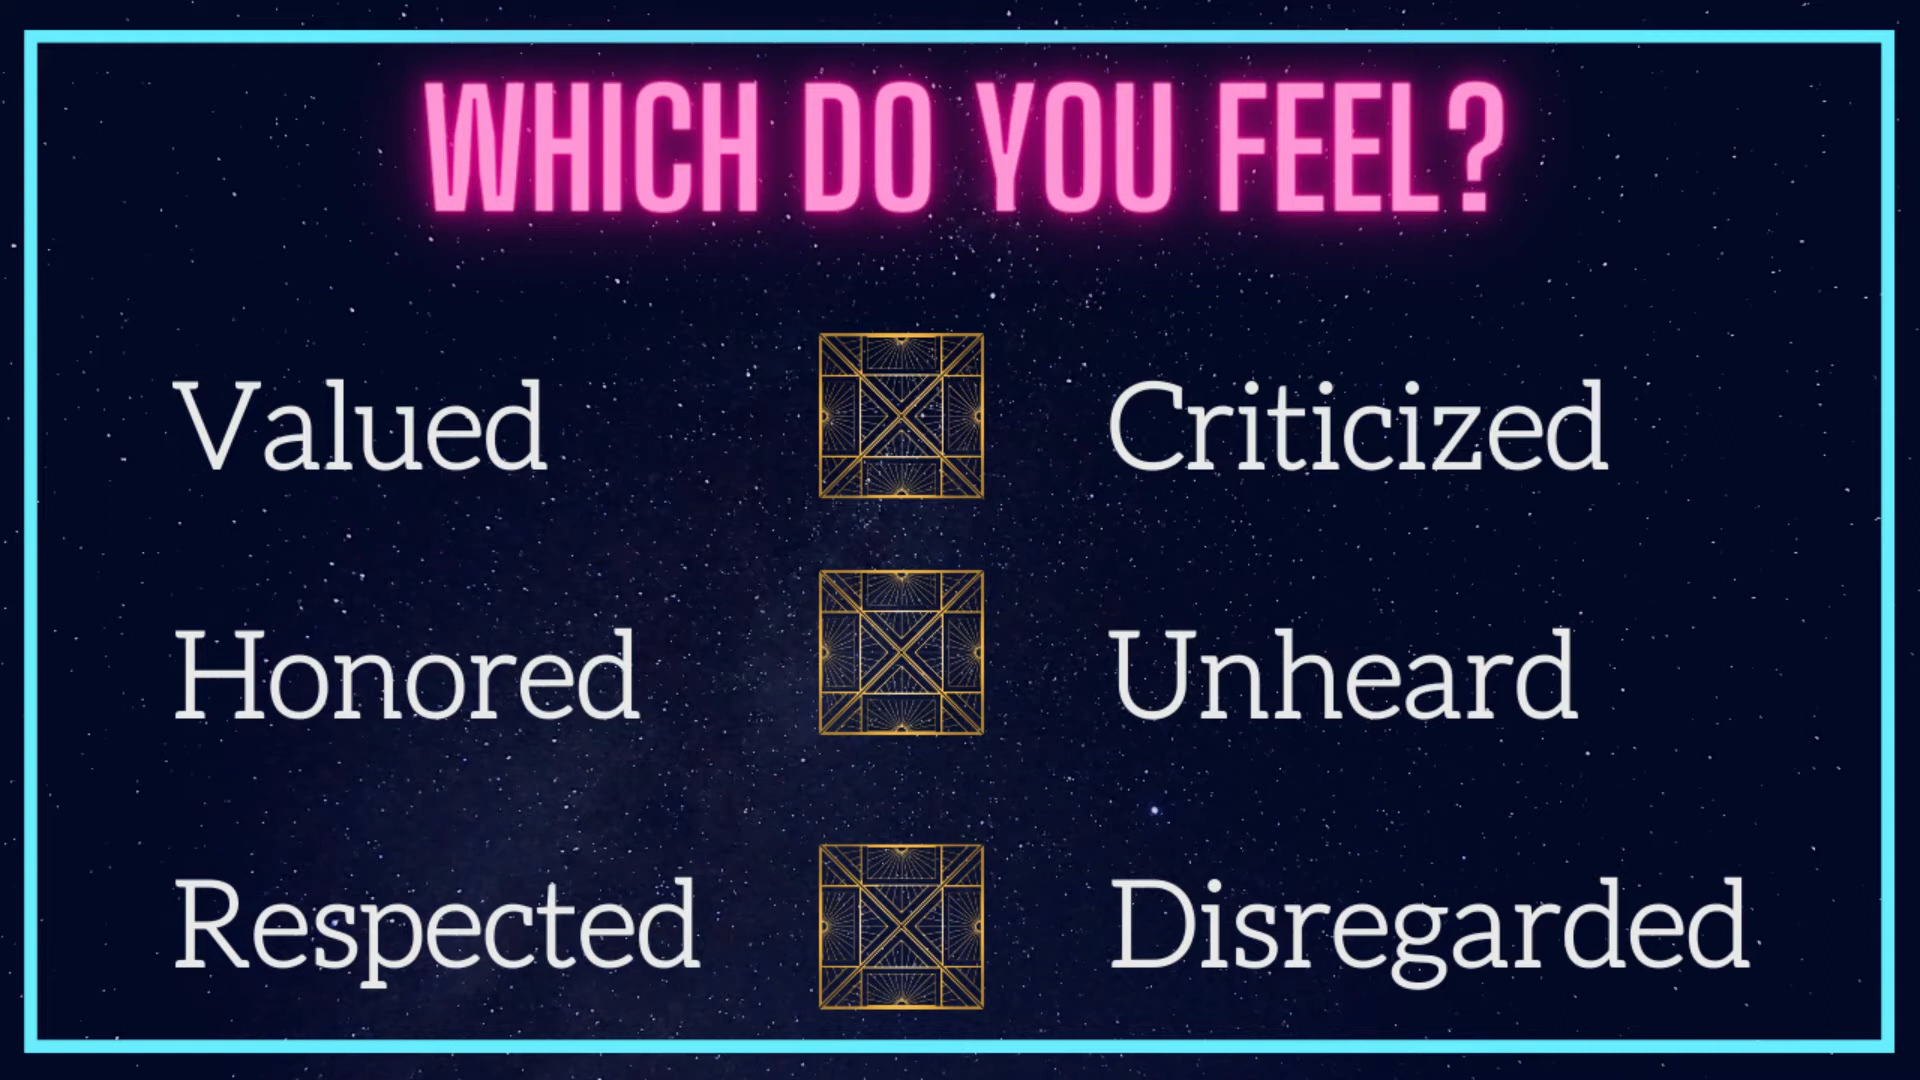 WHICH DO YOU FEEL?
Valued
Criticized
Honored
Unheard
Respected
Disregarded